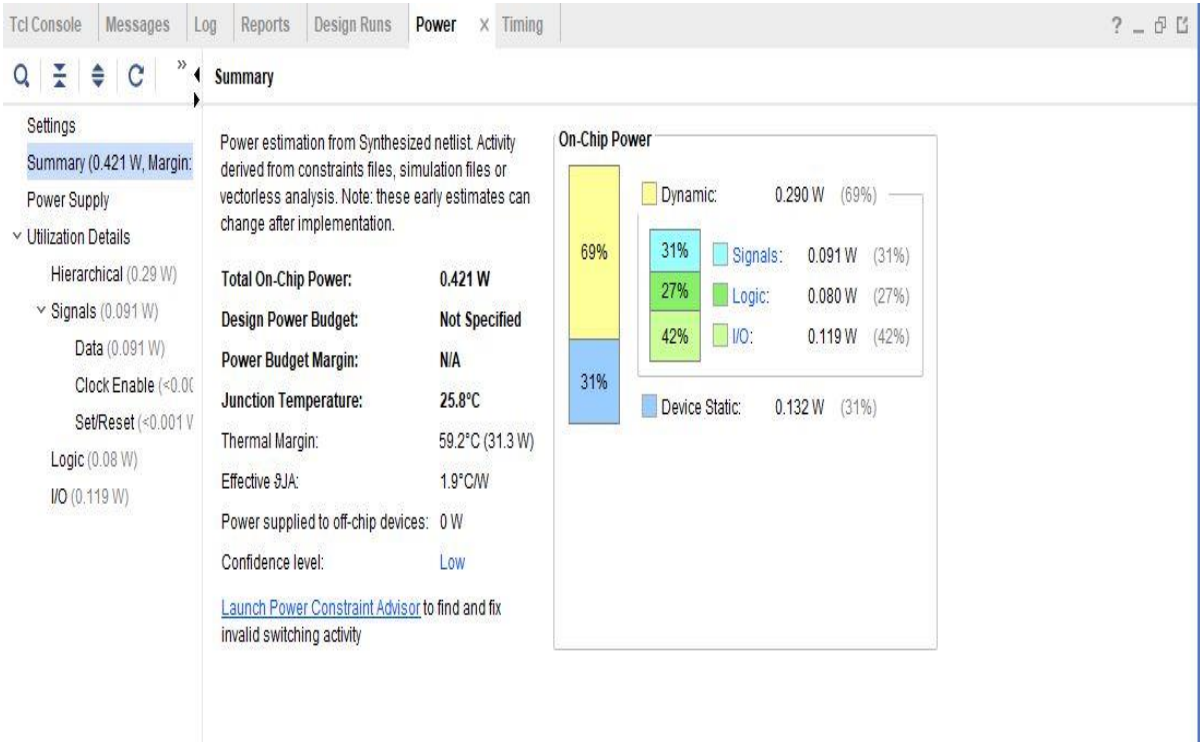 Tcl Console Messages Log Reports Design Runs Power × Timing ? _
»
Summary
Settings
Summary (0.421 W, Margin:
Power Supply
Utilization Details
Hierarchical (0.29 W)
Signals (0.091 W)
Data (0.091 W)
Clock Enable (<0.00
Set/Reset (<0.001 W
Logic (0.08 W)
I/O (0.119 W)
Power estimation from Synthesized netlist. Activity
derived from constraints files, simulation files or
vectorless analysis. Note: these early estimates can
change after implementation.
Total On-Chip Power: 0.421 W
Design Power Budget: Not Specified
Power Budget Margin: N/A
Junction Temperature: 25.8°C
Thermal Margin: 59.2°C (31.3 W)
Effective ϑJA: 1.9°C/W
Power supplied to off-chip devices: 0 W
Confidence level: Low
Launch Power Constraint Advisor to find and fix
invalid switching activity
On-Chip Power
69%
31%
Dynamic: 0.290 W (69%)
31% Signals: 0.091 W (31%)
27% Logic: 0.080 W (27%)
42% I/O: 0.119 W (42%)
Device Static: 0.132 W (31%)